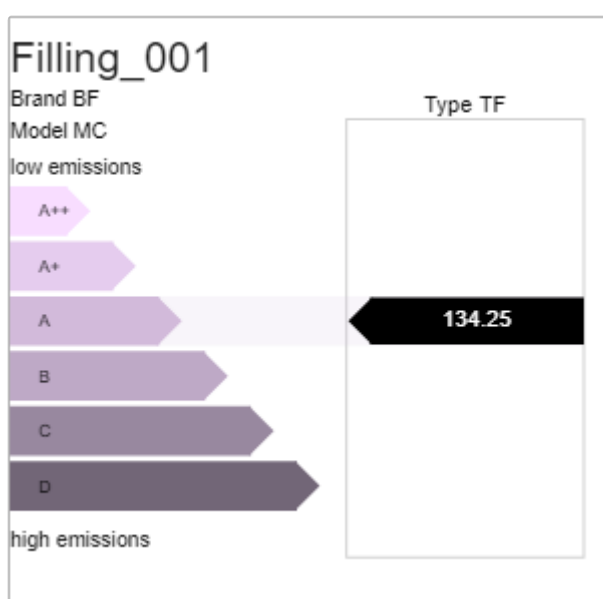 Filling_001
Brand BF
Type TF
Model MC
low emissions
A++
A+
A
134.25
B
C
D
high emissions